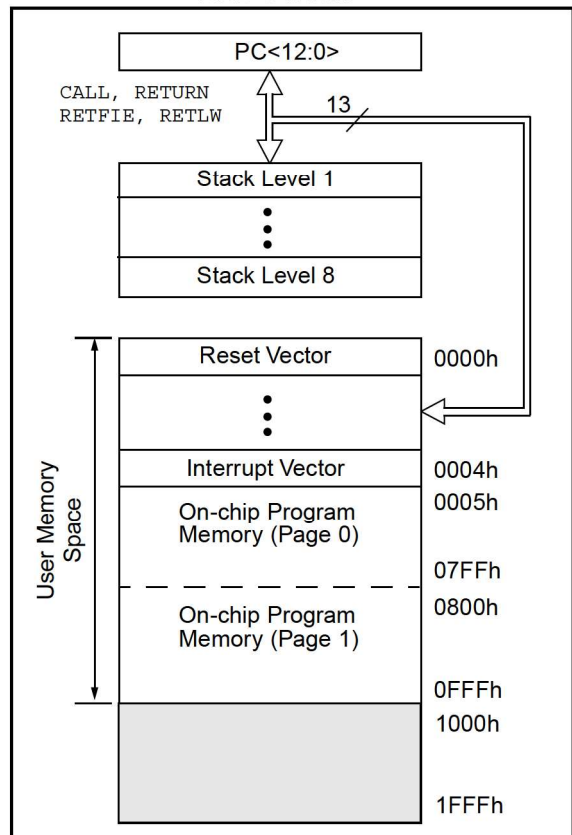 PC<12:0>
CALL, RETURN
RETFIE, RETLW
13
Stack Level 1
Stack Level 8
User Memory
Space
Reset Vector
0000h
Interrupt Vector
0004h
0005h
On-chip Program
Memory (Page 0)
07FFh
0800h
On-chip Program
Memory (Page 1)
0FFFh
1000h
1FFFh